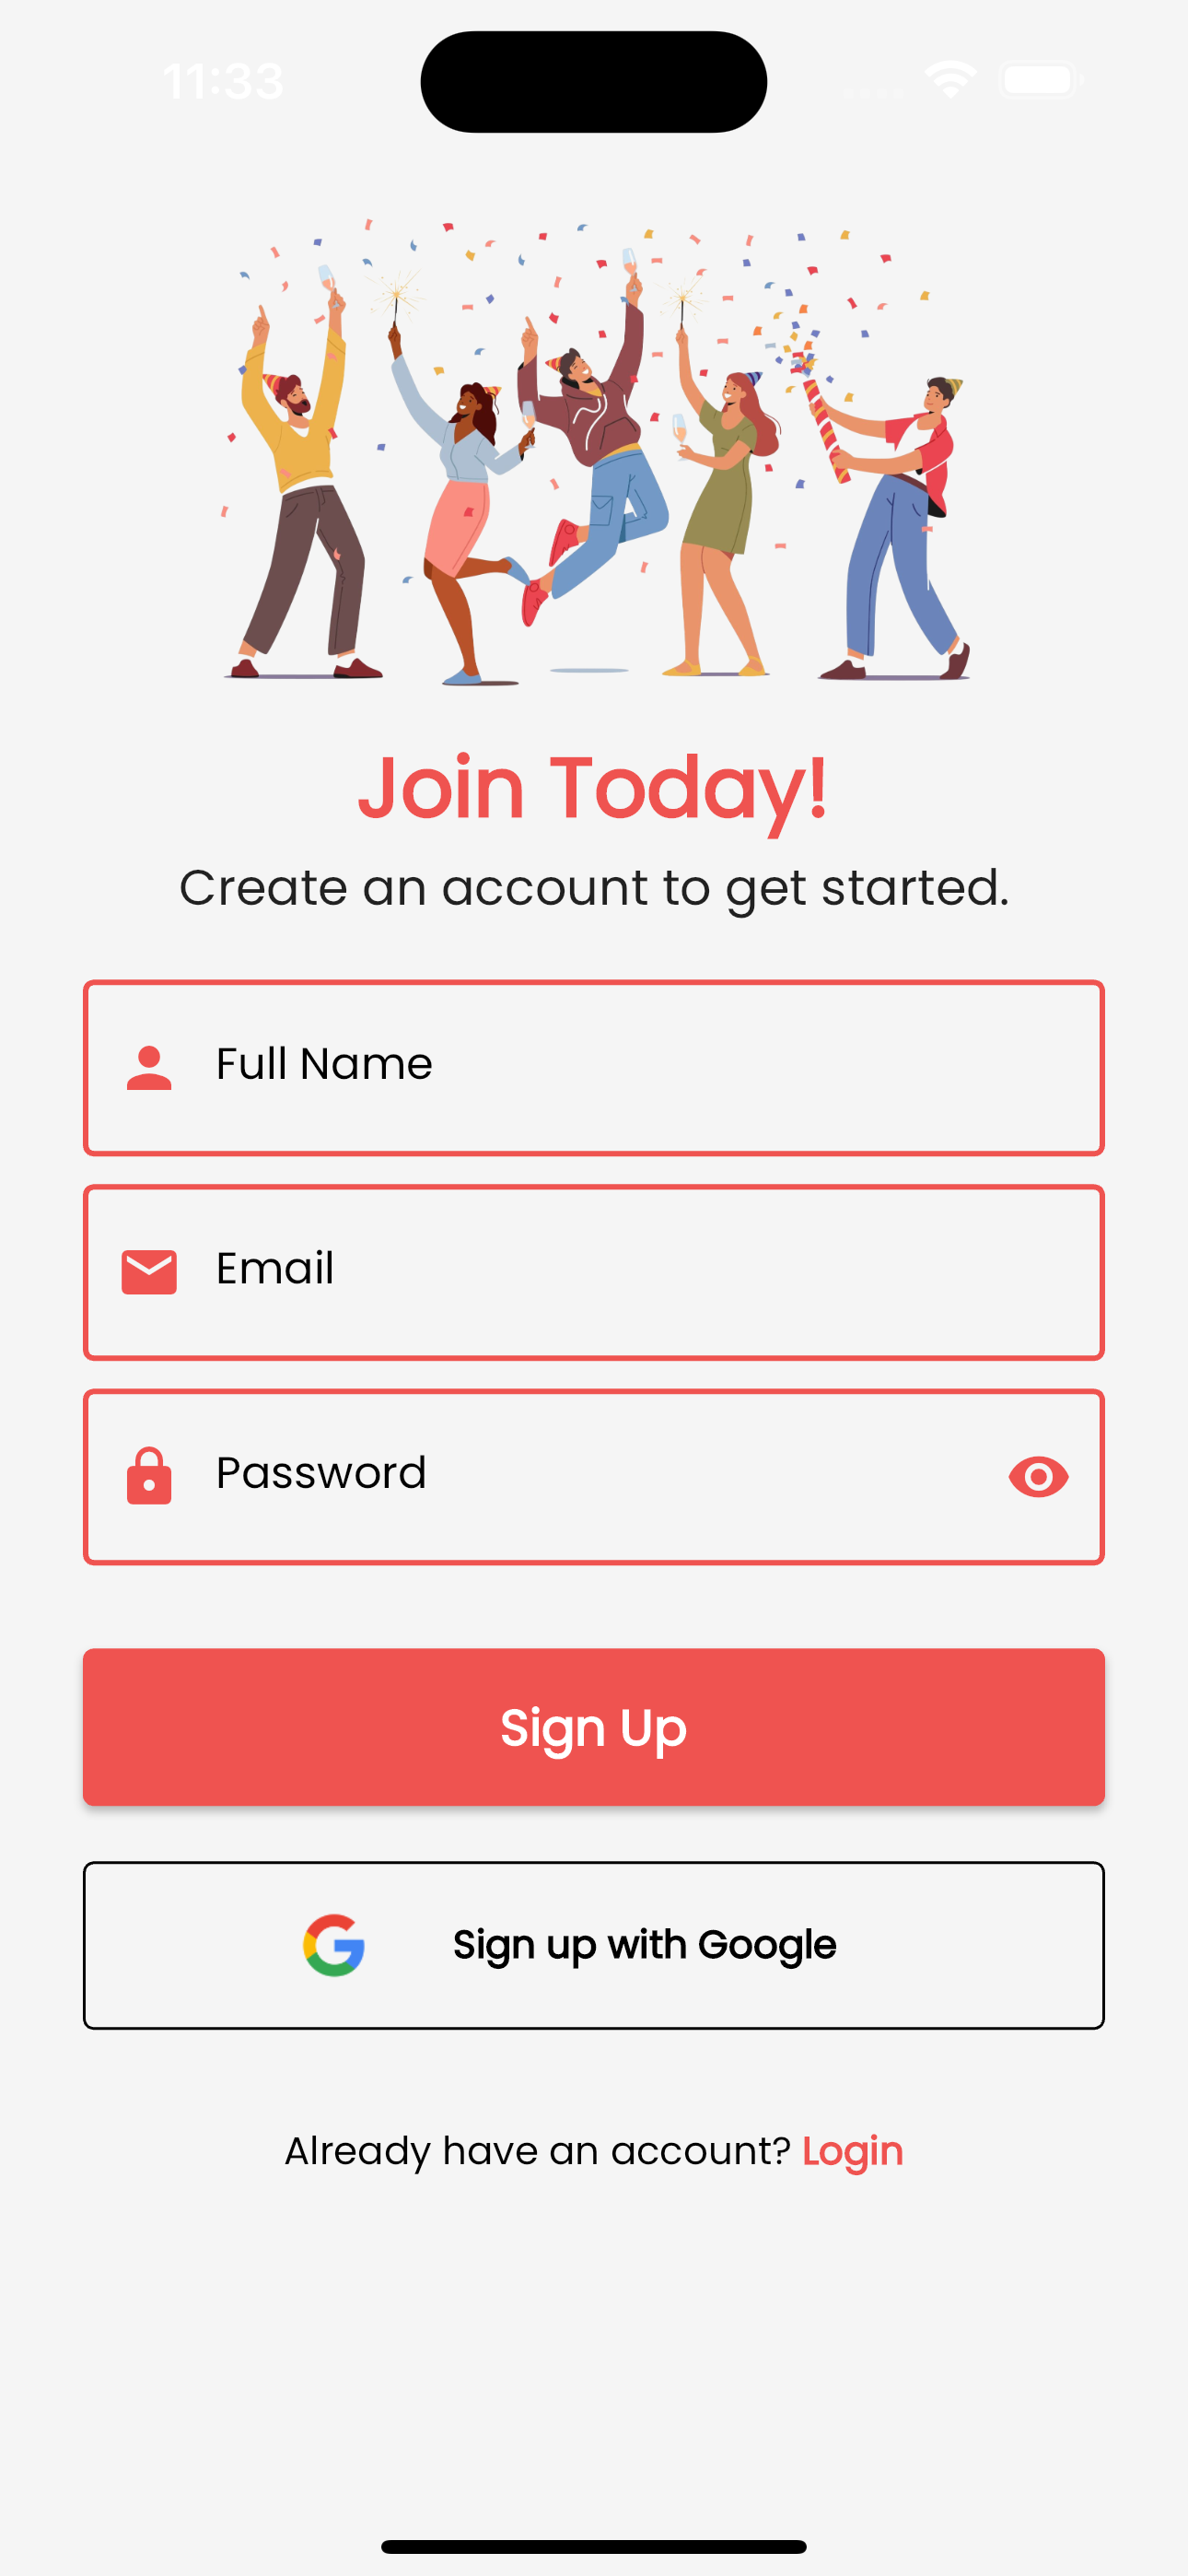 11:33
Join Today!
Create an account to get started.
Full Name
Email
Password
Sign Up
Sign up with Google
Already have an account? Login